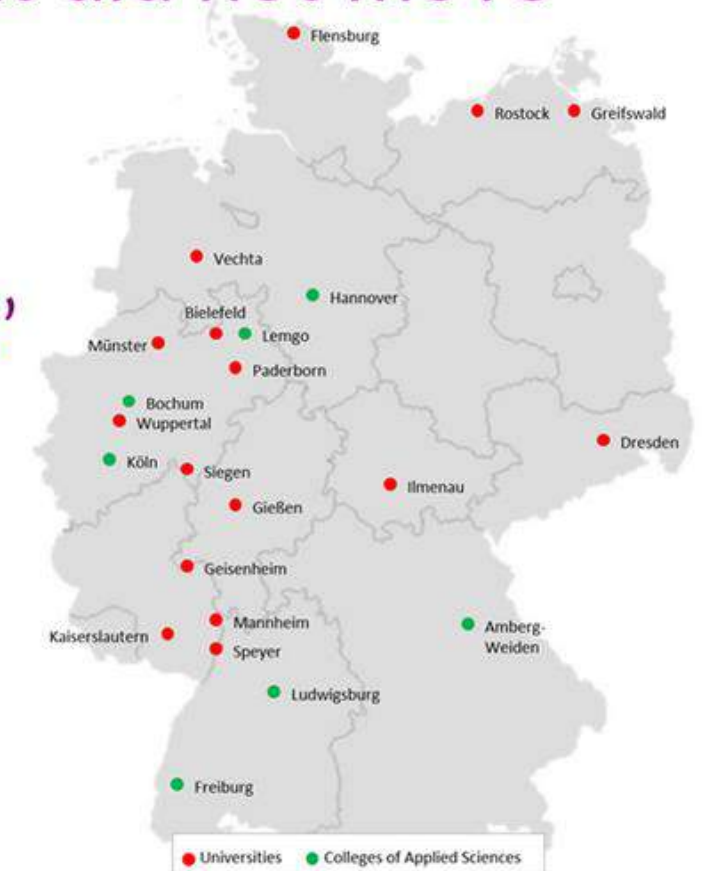 Flensburg
Rostock
Greifswald
Vechta
,
Hannover
Bielefeld
Lemgo
Münster
Paderborn
Bochum
Wuppertal
Dresden
Köln
Siegen
Ilmenau
Gießen
Geisenheim
Mannheim
Amberg-
Weiden
Kaiserslautern
Speyer
Ludwigsburg
Freiburg
Universities
Colleges of Applied Sciences